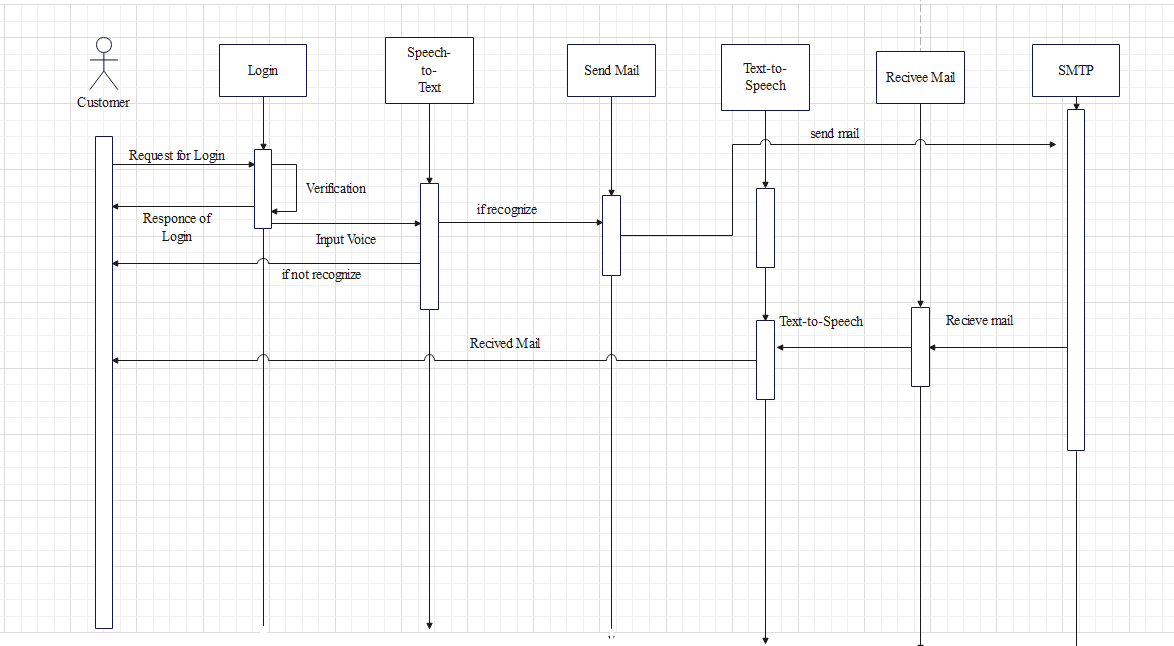 Customer
Login
Speech-
to-
Text
Send Mail
Text-to-
Speech
Recivee Mail
SMTP
send mail
Request for Login
Verification
Responce of
Login
if recognize
Input Voice
if not recognize
Text-to-Speech
Recieve mail
Recived Mail